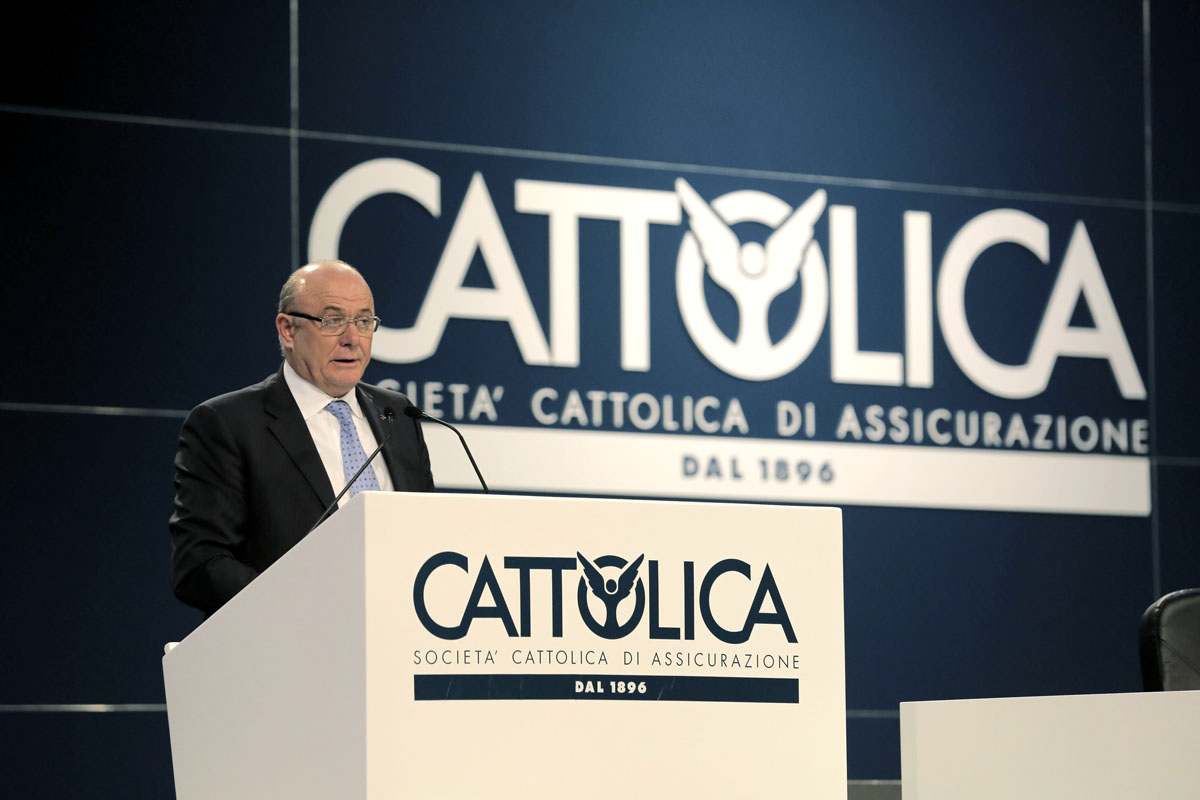 CATTOLICA
SOCIETA' CATTOLICA DI ASSICURAZIONE
DAL 1896
CATTOLICA
SOCIETA' CATTOLICA DI ASSICURAZIONE
DAL 1896